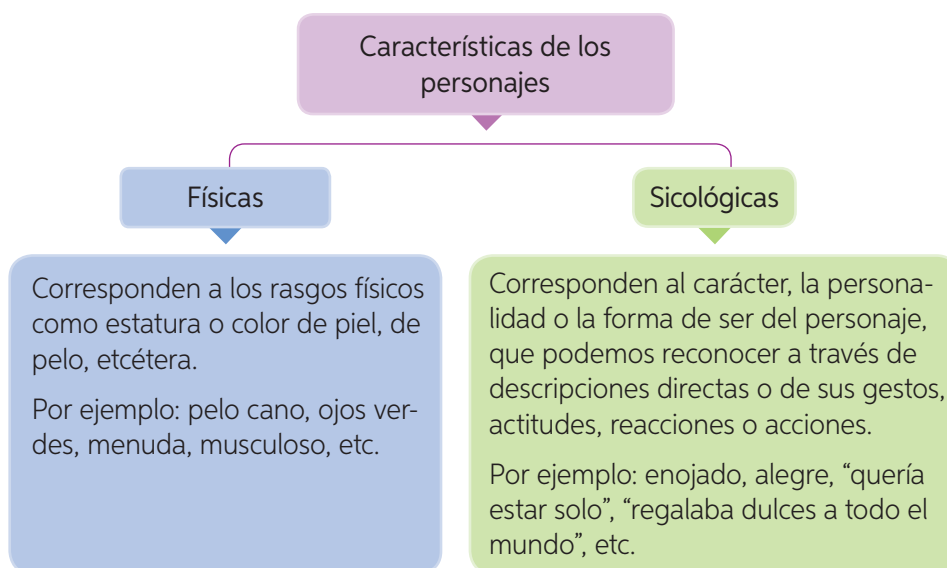 Características de los
personajes
Físicas
Corresponden a los rasgos físicos
como estatura o color de piel, de
pelo, etcétera.
Por ejemplo: pelo cano, ojos ver-
des, menuda, musculoso, etc.
Sicológicas
Corresponden al carácter, la persona-
lidad o la forma de ser del personaje,
que podemos reconocer a través de
descripciones directas o de sus gestos,
actitudes, reacciones o acciones.
Por ejemplo: enojado, alegre, “quería
estar solo”, “regalaba dulces a todo el
mundo”, etc.